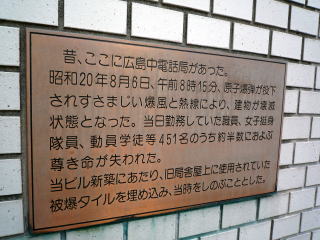 昔、ここに広島中電話局があった。
昭和20年8月6日、午前8時15分、原子爆弾が投下
されすさまじい爆風と熱線により、建物が壊滅
状態となった。当日勤務していた職員、女子挺身
隊員、動員学徒等451名のうち約半数におよぶ
尊き命が失われた。
当ビル新築にあたり、旧局舎屋上に使用されていた
被爆タイルを埋め込み、当時をしのぶこととした。